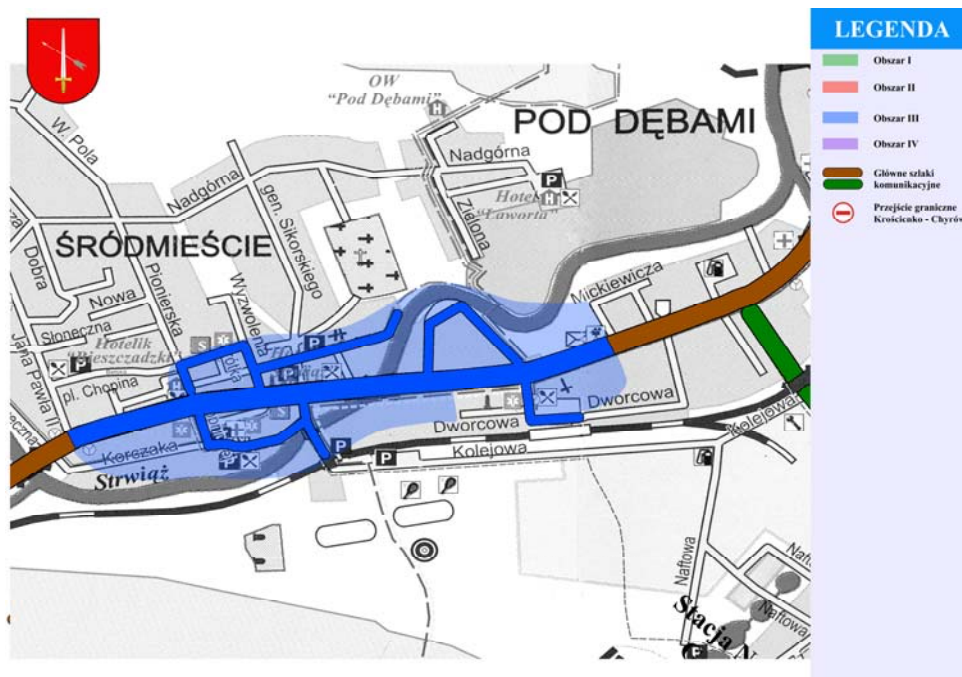 LEGENDA
Obszar I
Obszar II
Obszar III
Obszar IV
Główne szlaki
komunikacyjne
Przejście graniczne
Krościenko - Chyrów
OW
"Pod Dębami"
POD DĘBAMI
W. Pola
Nadgórna
Nadgórna
Zielona
Hotel
"Laworta"
gen. Sikorskiego
ŚRÓDMIEŚCIE
Dobra
Pionierska
Nowa
Wyzwolenia
Mickiewicza
Słoneczna
Hotelik
"Bieszczadzki"
Jana Pawła II
pl. Chopina
Korczaka
Strwiąż
Dworcowa
Dworcowa
Kolejowa
Kolejowa
Naftowa
Naftowa
Stacja N